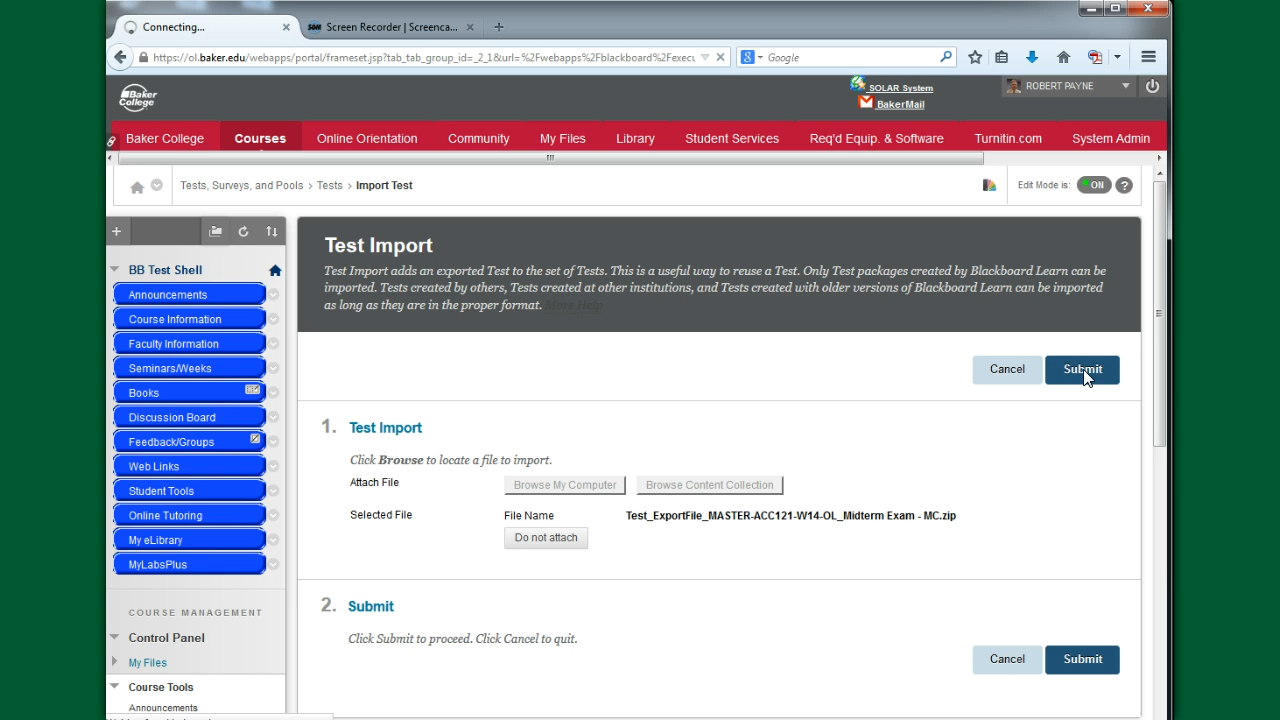 Connecting...
Screen Recorder | Screenca...
https://ol.baker.edu/webapps/portal/frameset.jsp?tab_tab_group_id=_2_1&url=%2Fwebapps%2Fblackboard%2Fexecu
Google
Baker College
SOLAR System
BakerMail
ROBERT PAYNE
Baker College
Courses
Online Orientation
Community
My Files
Library
Student Services
Req'd Equip. & Software
Turnitin.com
System Admin
Tests, Surveys, and Pools > Tests > Import Test
Edit Mode is:
ON
?
BB Test Shell
Announcements
Course Information
Faculty Information
Seminars/Weeks
Books
Discussion Board
Feedback/Groups
Web Links
Student Tools
Online Tutoring
My eLibrary
MyLabsPlus
COURSE MANAGEMENT
Control Panel
My Files
Course Tools
Announcements
Test Import
Test Import adds an exported Test to the set of Tests. This is a useful way to reuse a Test. Only Test packages created by Blackboard Learn can be
imported. Tests created by others, Tests created at other institutions, and Tests created with older versions of Blackboard Learn can be imported
as long as they are in the proper format. More Help
Cancel
Submit
1. Test Import
Click Browse to locate a file to import.
Attach File
Browse My Computer
Browse Content Collection
Selected File
File Name
Test_ExportFile_MASTER-ACC121-W14-OL_Midterm Exam - MC.zip
Do not attach
2. Submit
Click Submit to proceed. Click Cancel to quit.
Cancel
Submit